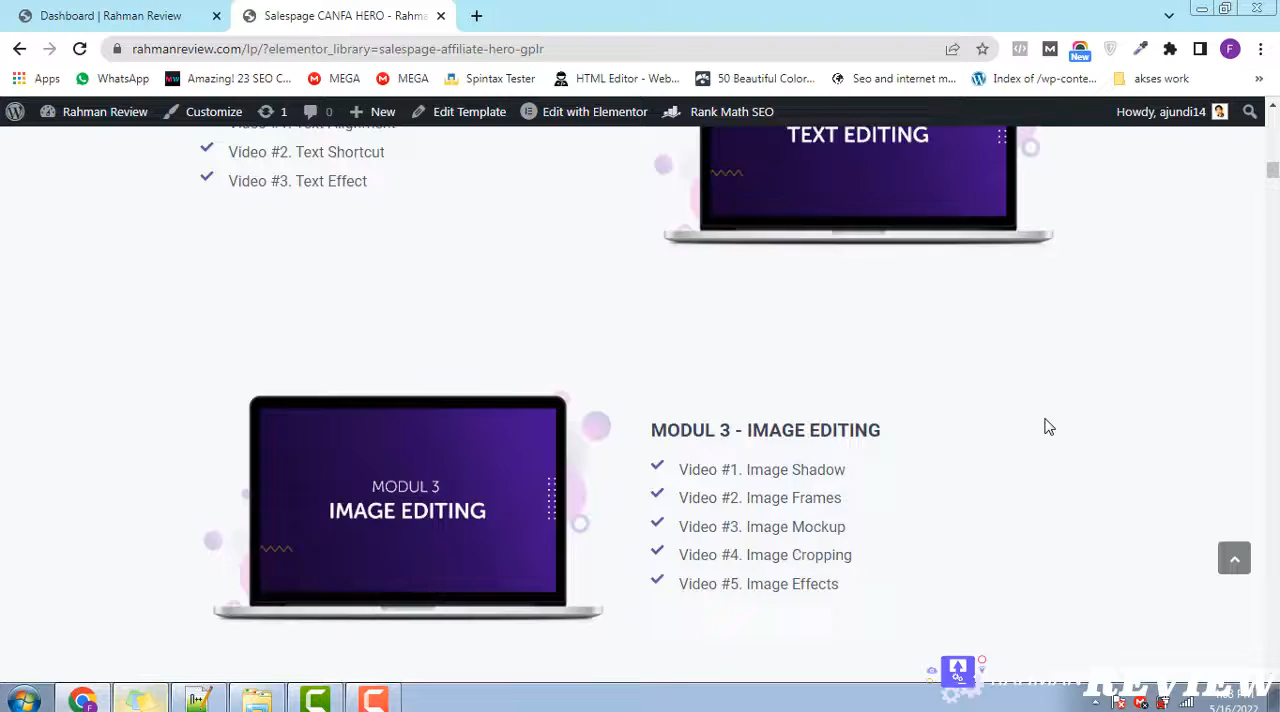 Dashboard | Rahman Review
Salespage CANFA HERO - Rahm
rahmanreview.com/lp/?elementor_library=salespage-affiliate-hero-gplr
New
Apps
WhatsApp
Amazing! 23 SEO C...
MEGA
MEGA
Spintax Tester
HTML Editor - Web...
50 Beautiful Color...
Seo and internet m...
Index of /wp-conte...
akses work
»
Rahman Review
Customize
1
0
New
Edit Template
Edit with Elementor
Rank Math SEO
Howdy, ajundi14
Video #2. Text Shortcut
Video #3. Text Effect
TEXT EDITING
MODUL 3
IMAGE EDITING
MODUL 3 - IMAGE EDITING
Video #1. Image Shadow
Video #2. Image Frames
Video #3. Image Mockup
Video #4. Image Cropping
Video #5. Image Effects
REVIEW
5/16/2022